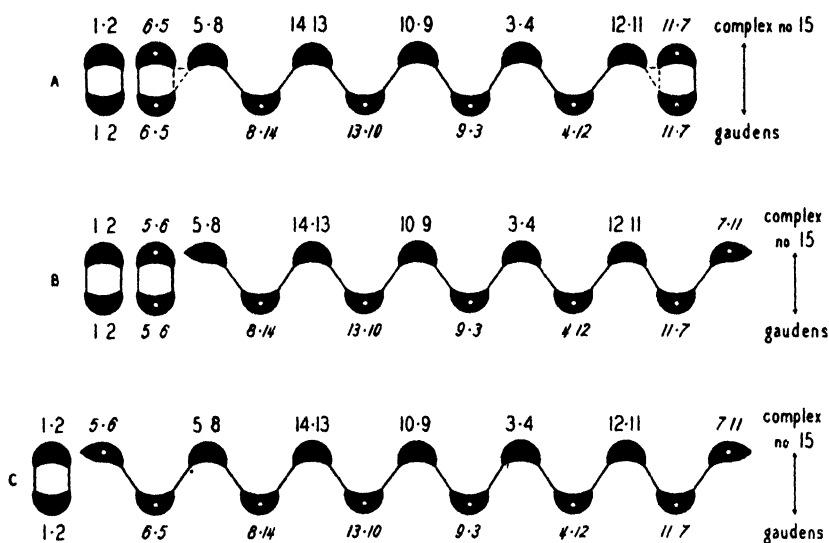 1·2 6·5 5·8 14·13 10·9 3·4 12·11 11·7 complex no 15
A
1 2 6·5 8·14 13·10 9·3 4·12 11·7 gaudens
1·2 5·6 5·8 14·13 10 9 3·4 12 11 7·11 complex
no 15
B
1 2 5 6 8·14 13·10 9·3 4 12 11·7 gaudens
1·2 5·6 5 8 14·13 10·9 3·4 12·11 7 11 complex
no 15
C
1·2 6·5 8·14 13·10 9·3 4·12 11 7 gaudens